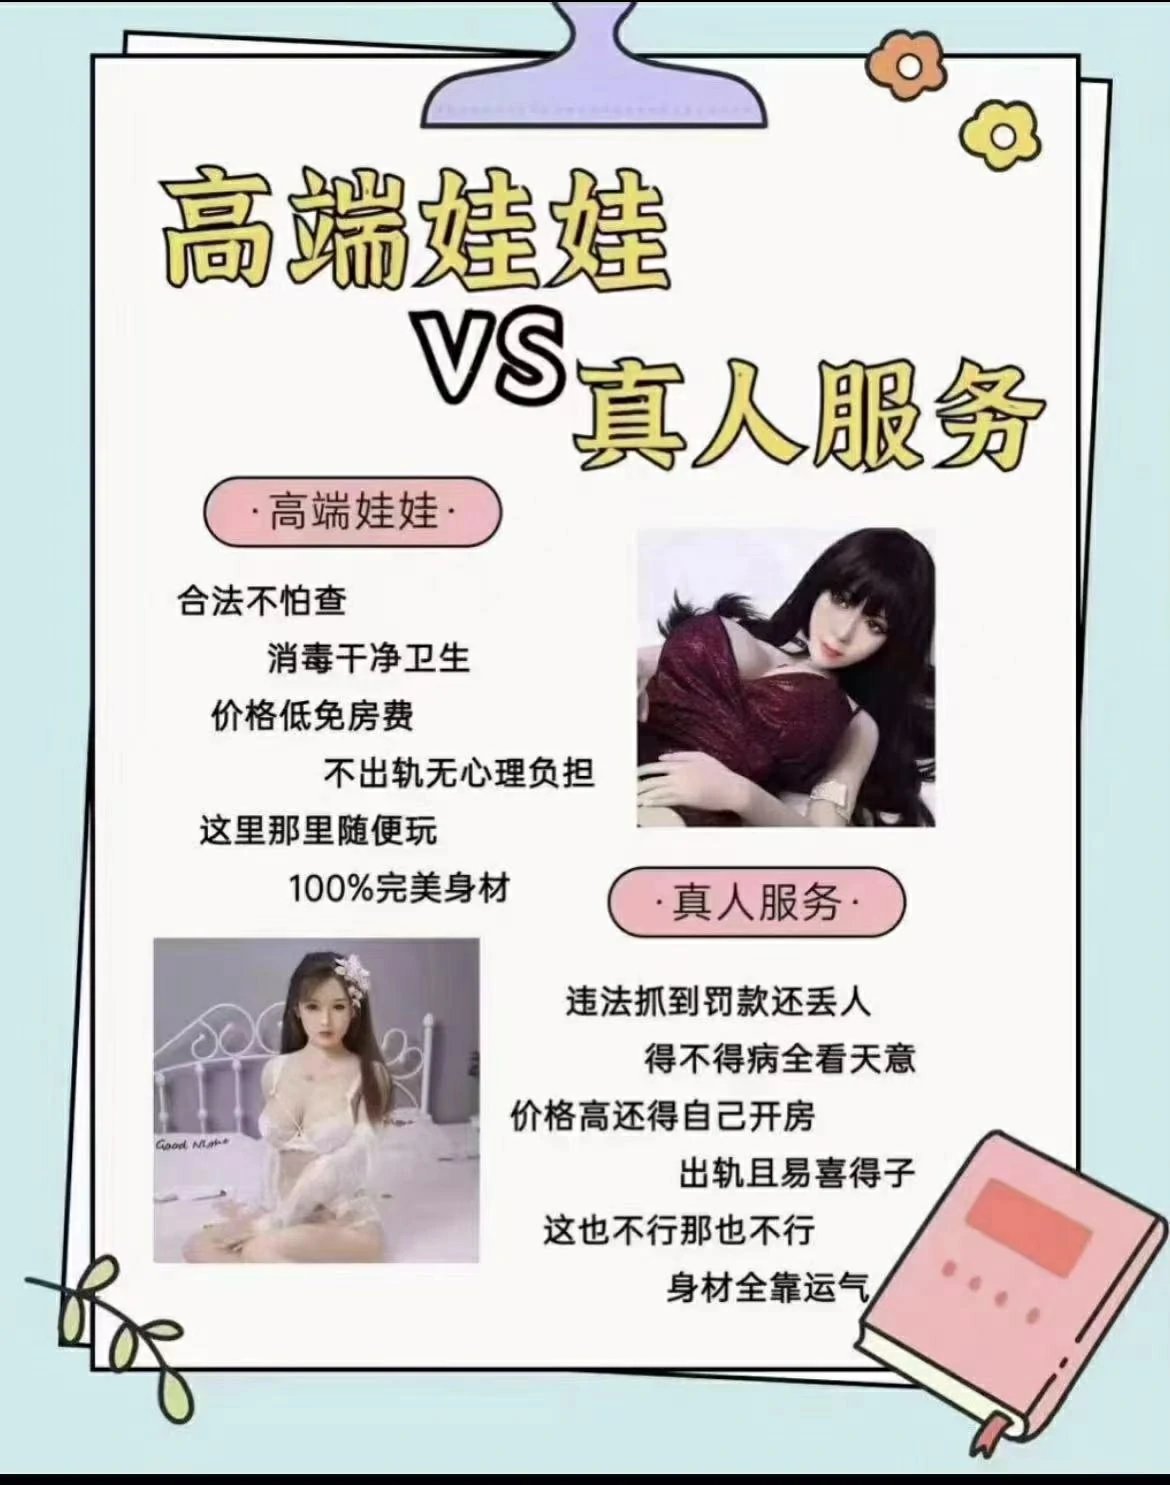 高端娃娃
VS
真人服务
·高端娃娃·
合法不怕查
消毒干净卫生
价格低免房费
不出轨无心理负担
这里那里随便玩
100%完美身材
Good Night
·真人服务·
违法抓到罚款还丢人
得不得病全看天意
价格高还得自己开房
出轨且易喜得子
这也不行那也不行
身材全靠运气